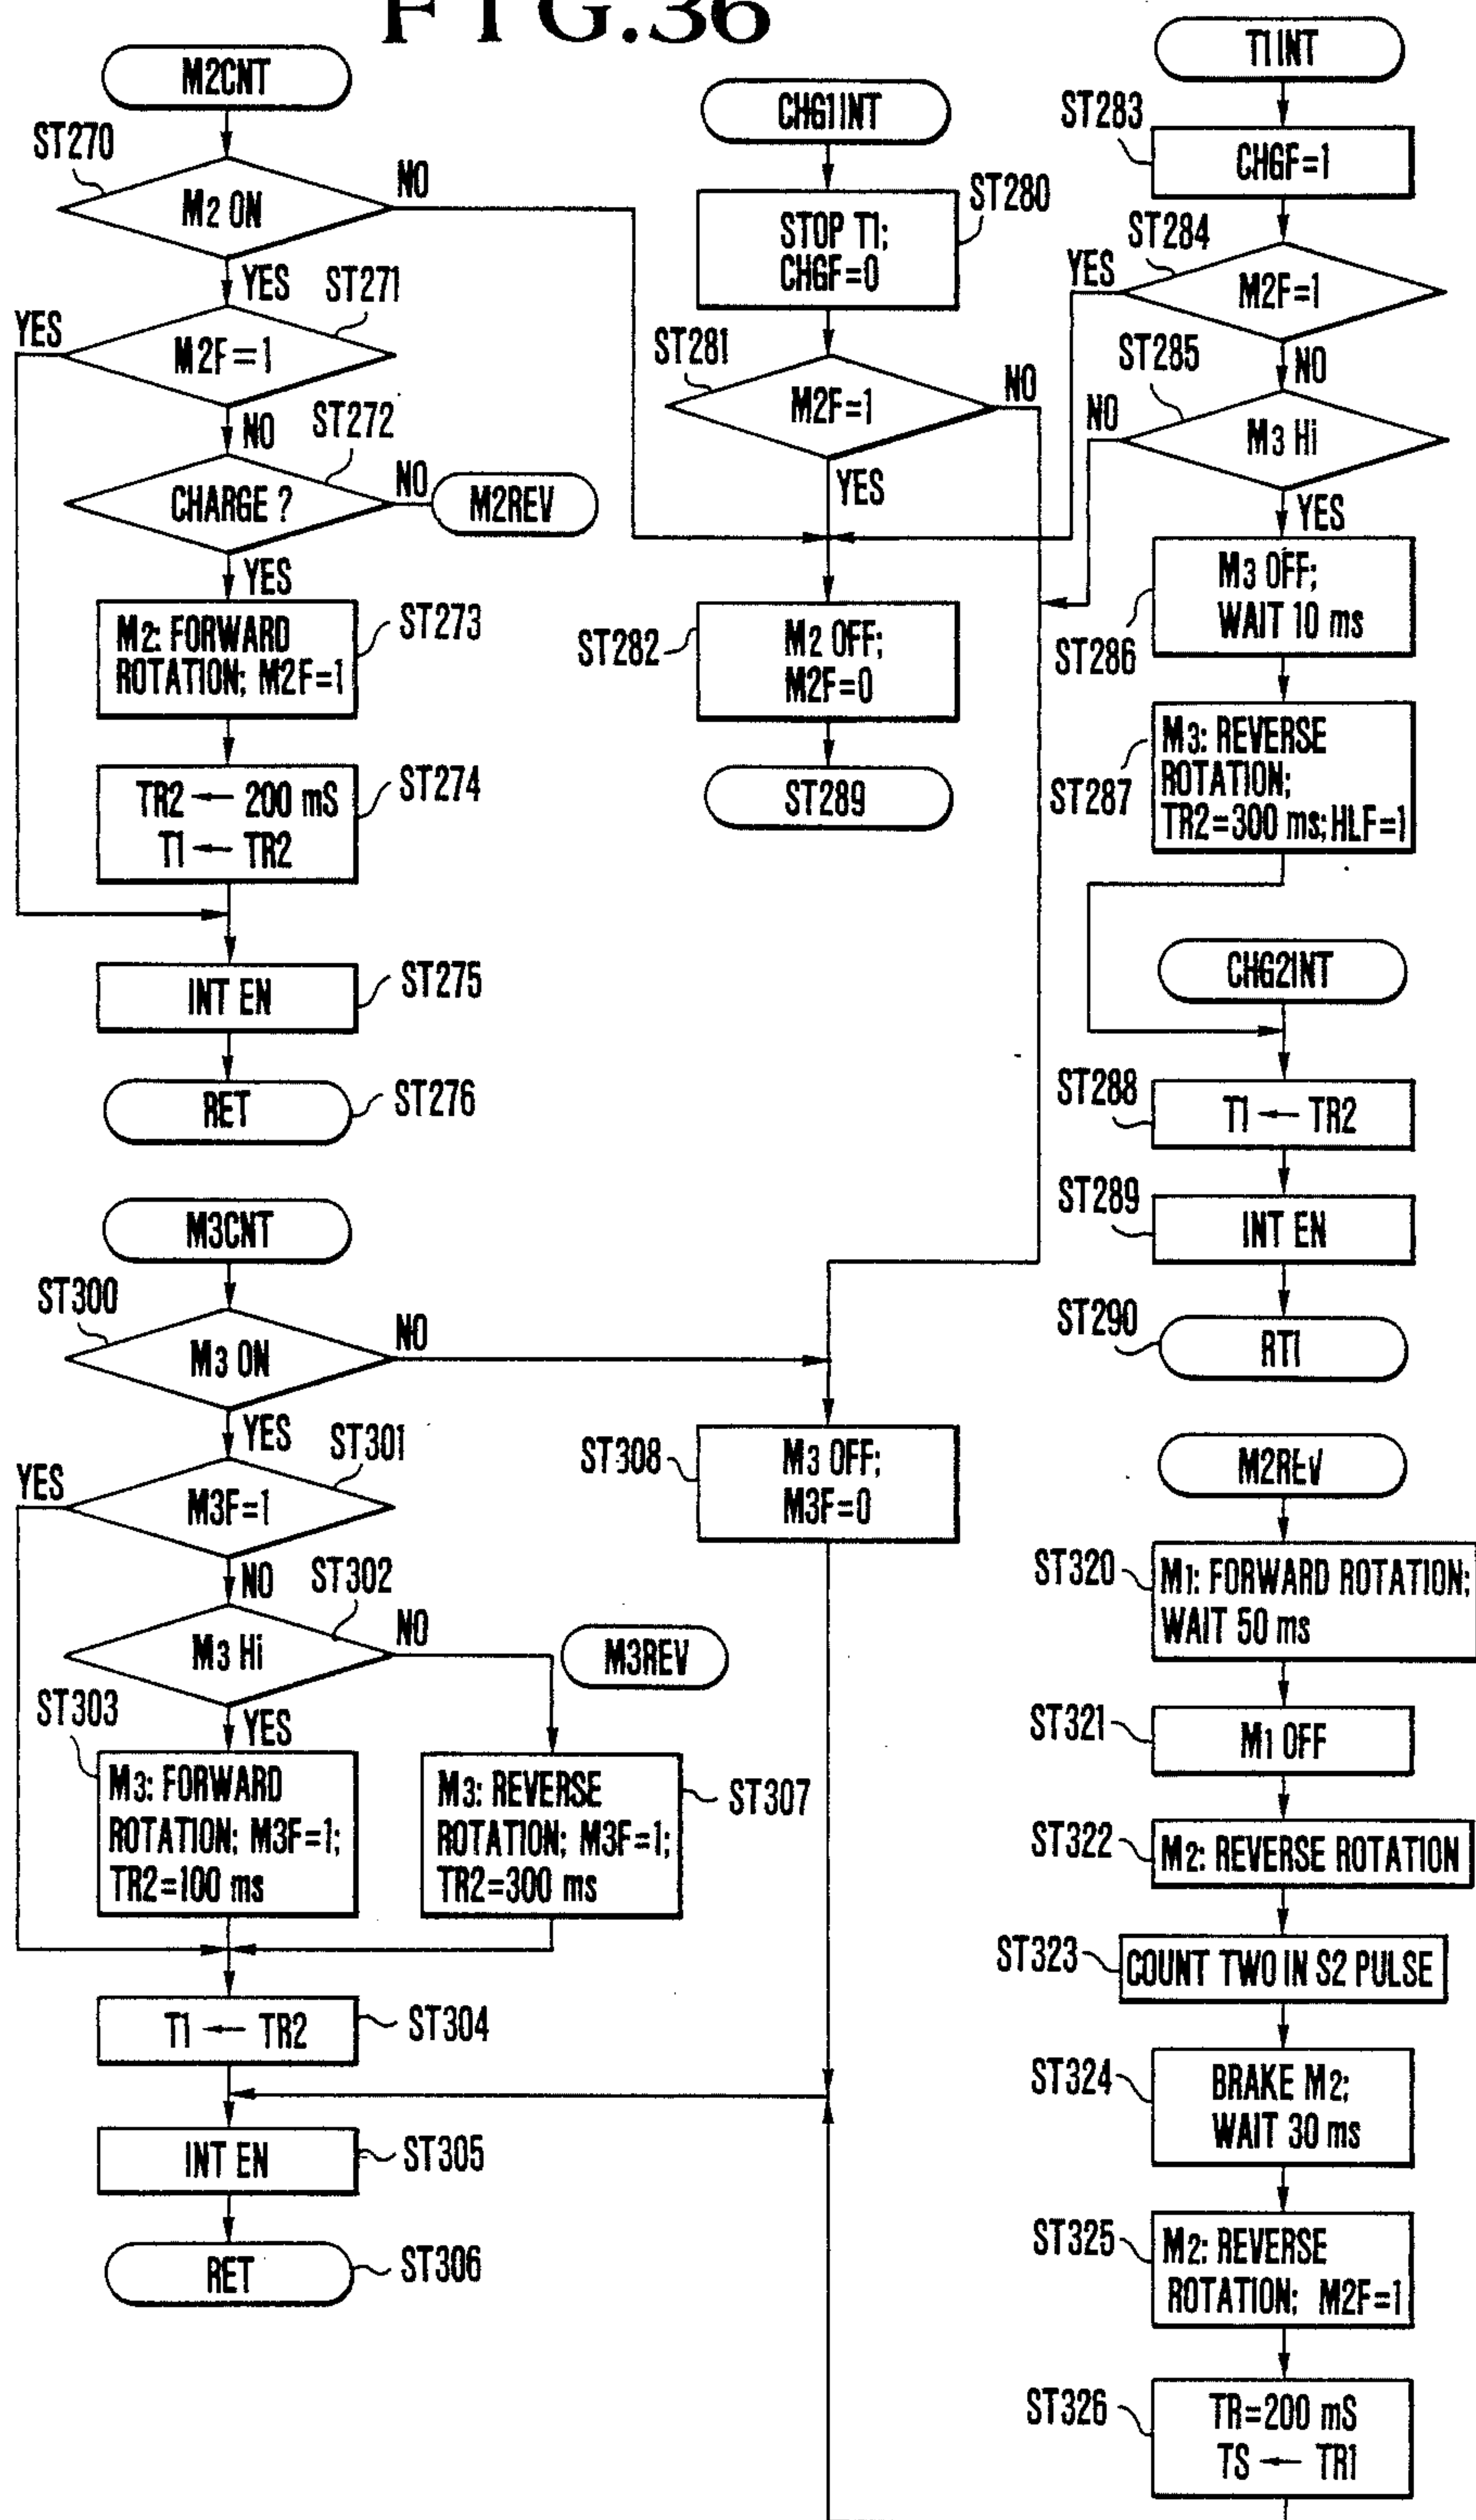 FIG.36
M2CNT
ST270
M2 ON
NO
YES
ST271
YES
M2F=1
NO
ST272
CHARGE ?
NO
M2REV
YES
M2: FORWARD
ROTATION; M2F=1
ST273
TR2 ← 200 mS
T1 ← TR2
ST274
INT EN
ST275
RET
ST276
M3CNT
ST300
M3 ON
NO
YES
ST301
YES
M3F=1
NO
ST302
M3 Hi
NO
M3REV
ST303
YES
M3: FORWARD
ROTATION; M3F=1;
TR2=100 ms
M3: REVERSE
ROTATION; M3F=1;
TR2=300 ms
ST307
T1 ← TR2
ST304
INT EN
ST305
RET
ST306
CHG1INT
STOP T1;
CHGF=0
ST280
ST281
M2F=1
NO
YES
ST282
M2 OFF;
M2F=0
ST289
ST308
M3 OFF;
M3F=0
T1INT
ST283
CHGF=1
ST284
YES
M2F=1
ST285
NO
NO
M3 Hi
YES
M3 OFF;
WAIT 10 ms
ST286
M3: REVERSE
ROTATION;
TR2=300 ms; HLF=1
ST287
CHG2INT
ST288
T1 ← TR2
ST289
INT EN
ST290
RTI
M2REV
ST320
M1: FORWARD ROTATION;
WAIT 50 ms
ST321
M1 OFF
ST322
M2: REVERSE ROTATION
ST323
COUNT TWO IN S2 PULSE
ST324
BRAKE M2;
WAIT 30 ms
ST325
M2: REVERSE
ROTATION; M2F=1
ST326
TR=200 mS
TS ← TR1